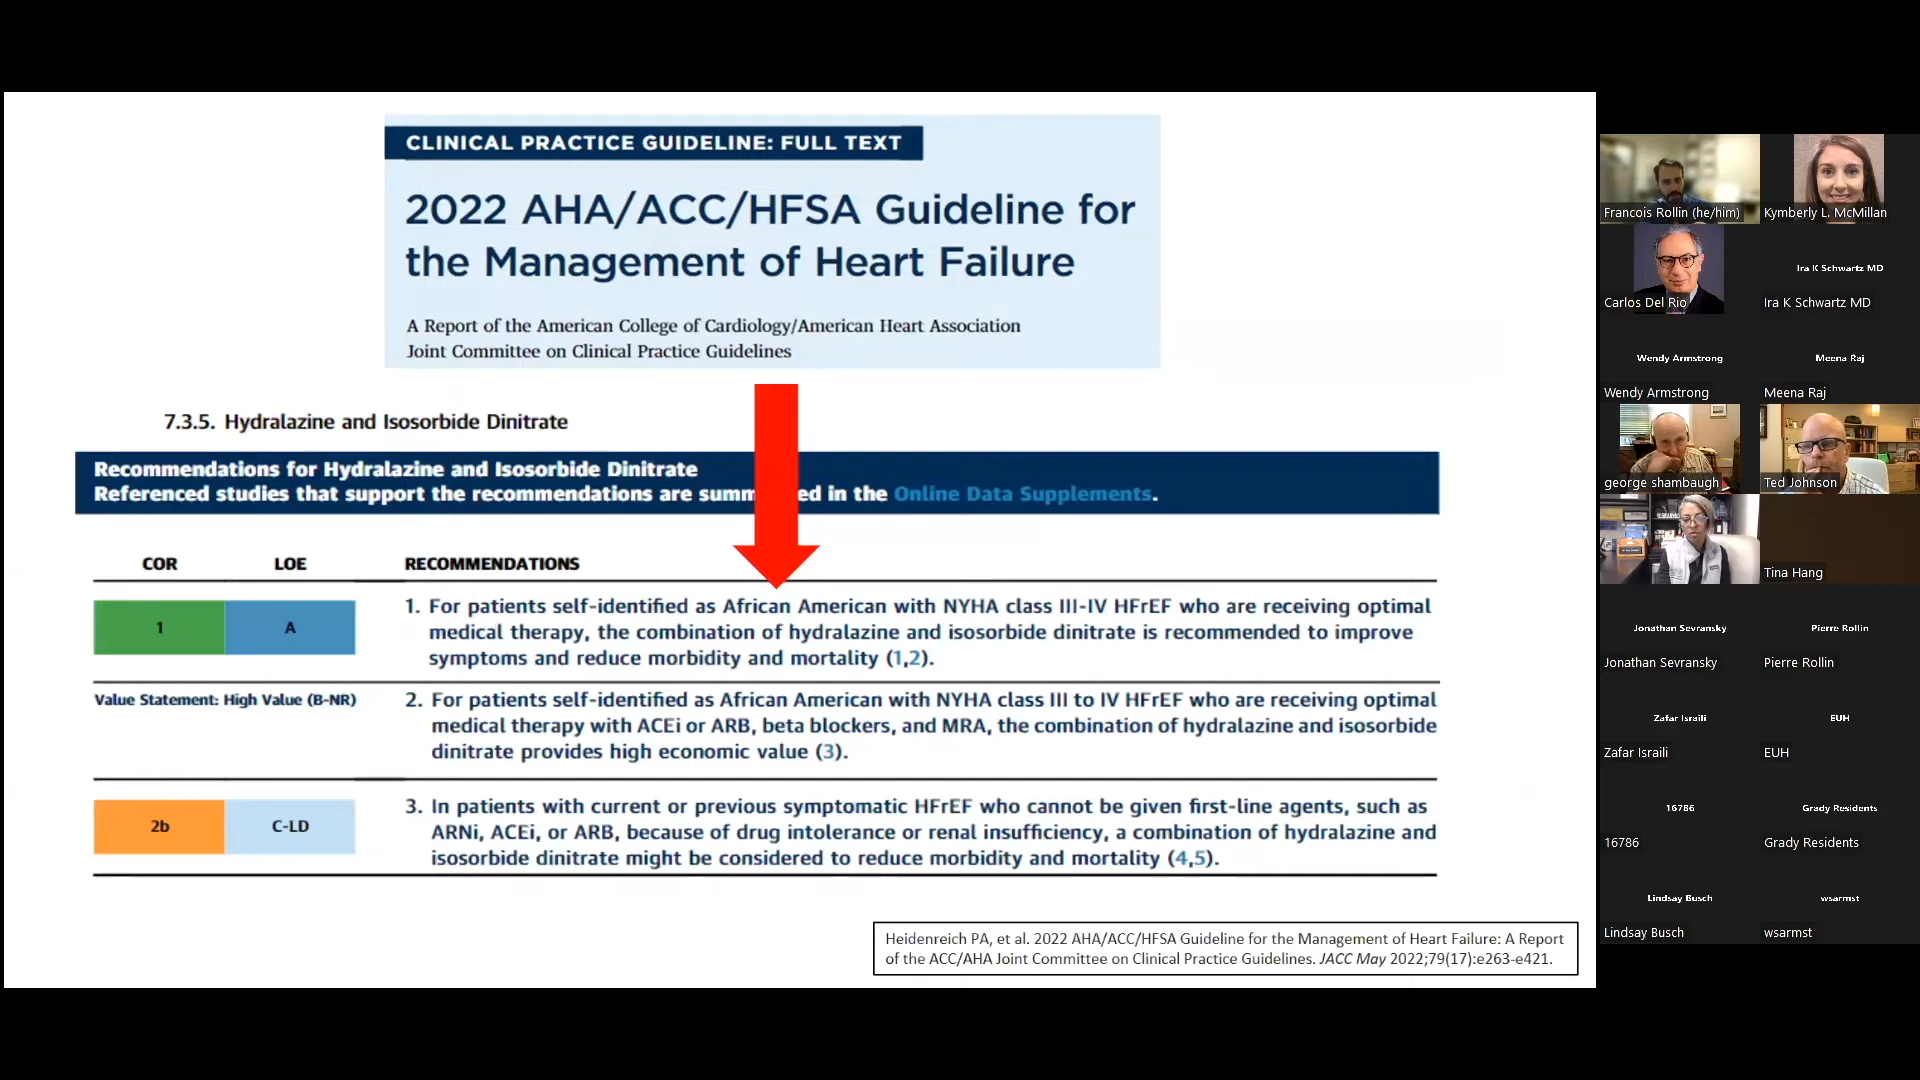 CLINICAL PRACTICE GUIDELINE: FULL TEXT
2022 AHA/ACC/HFSA Guideline for
the Management of Heart Failure
A Report of the American College of Cardiology/American Heart Association
Joint Committee on Clinical Practice Guidelines
7.3.5. Hydralazine and Isosorbide Dinitrate
Recommendations for Hydralazine and Isosorbide Dinitrate
Referenced studies that support the recommendations are summ ed in the Online Data Supplements.
COR LOE RECOMMENDATIONS
1 A
1. For patients self-identified as African American with NYHA class III-IV HFrEF who are receiving optimal
medical therapy, the combination of hydralazine and isosorbide dinitrate is recommended to improve
symptoms and reduce morbidity and mortality (1,2).
Value Statement: High Value (B-NR)
2. For patients self-identified as African American with NYHA class III to IV HFrEF who are receiving optimal
medical therapy with ACEi or ARB, beta blockers, and MRA, the combination of hydralazine and isosorbide
dinitrate provides high economic value (3).
2b C-LD
3. In patients with current or previous symptomatic HFrEF who cannot be given first-line agents, such as
ARNi, ACEi, or ARB, because of drug intolerance or renal insufficiency, a combination of hydralazine and
isosorbide dinitrate might be considered to reduce morbidity and mortality (4,5).
Heidenreich PA, et al. 2022 AHA/ACC/HFSA Guideline for the Management of Heart Failure: A Report
of the ACC/AHA Joint Committee on Clinical Practice Guidelines. JACC May 2022;79(17):e263-e421.
Francois Rollin (he/him)
Kymberly L. McMillan
Carlos Del Rio
Ira K Schwartz MD
Ira K Schwartz MD
Wendy Armstrong
Wendy Armstrong
Meena Raj
Meena Raj
george shambaugh
Ted Johnson
Tina Hang
Jonathan Sevransky
Jonathan Sevransky
Pierre Rollin
Pierre Rollin
Zafar Israili
Zafar Israili
EUH
EUH
16786
16786
Grady Residents
Grady Residents
Lindsay Busch
Lindsay Busch
wsarmst
wsarmst